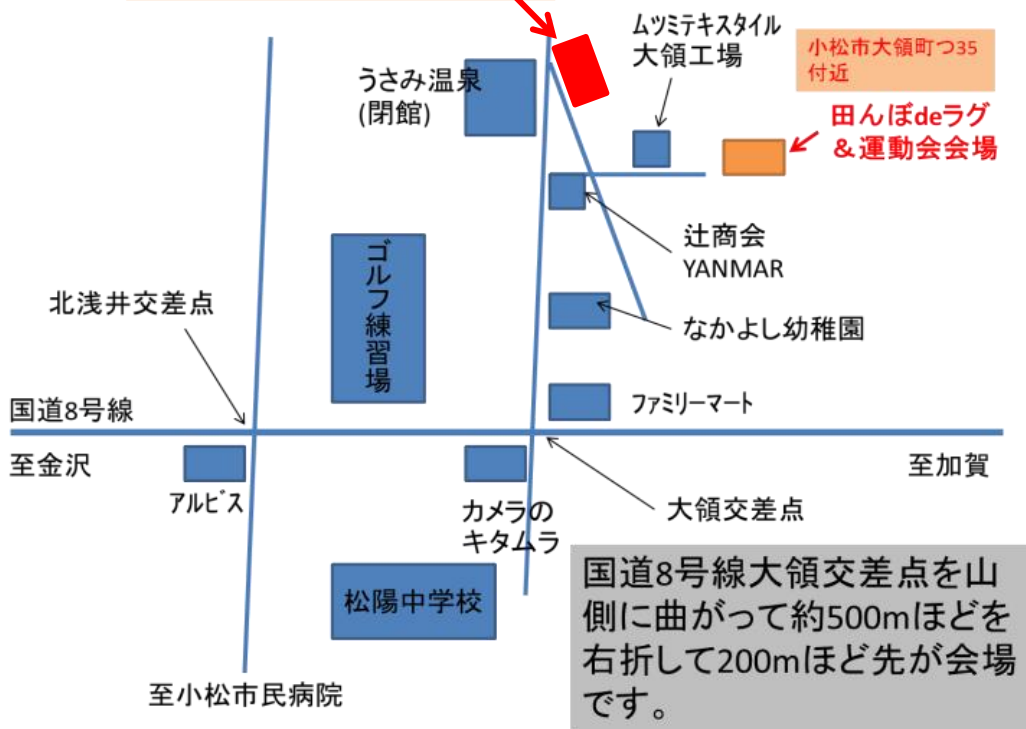 ムツミテキスタイル
大領工場
小松市大領町つ35
付近
うさみ温泉
(閉館)
田んぼdeラグ
&運動会会場
辻商会
YANMAR
ゴルフ練習場
北浅井交差点
なかよし幼稚園
国道8号線
ファミリーマート
至金沢
至加賀
アルビス
カメラの
キタムラ
大領交差点
国道8号線大領交差点を山
側に曲がって約500mほどを
右折して200mほど先が会場
です。
松陽中学校
至小松市民病院